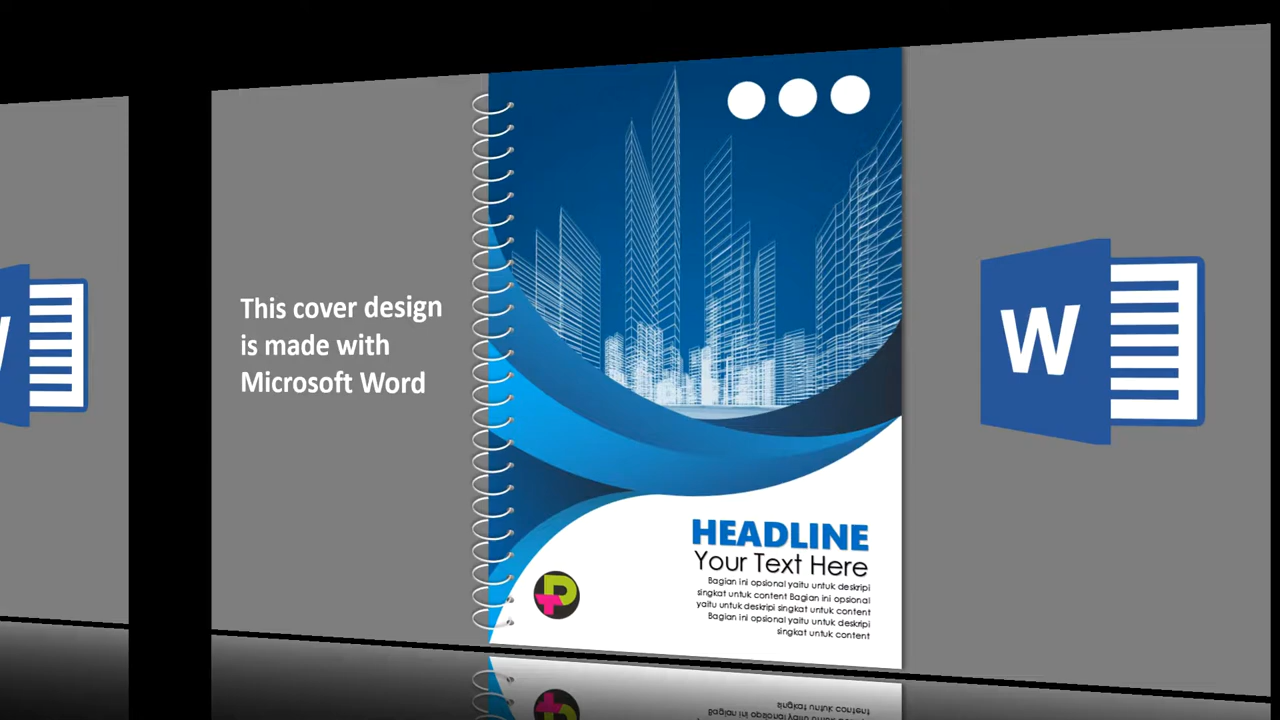 This cover design
is made with
Microsoft Word
HEADLINE
Your Text Here
Bagian ini opsional yaitu untuk deskripi
singkat untuk content Bagian ini opsional
yaitu untuk deskripi singkat untuk content
Bagian ini opsional yaitu untuk deskripi
singkat untuk content
W